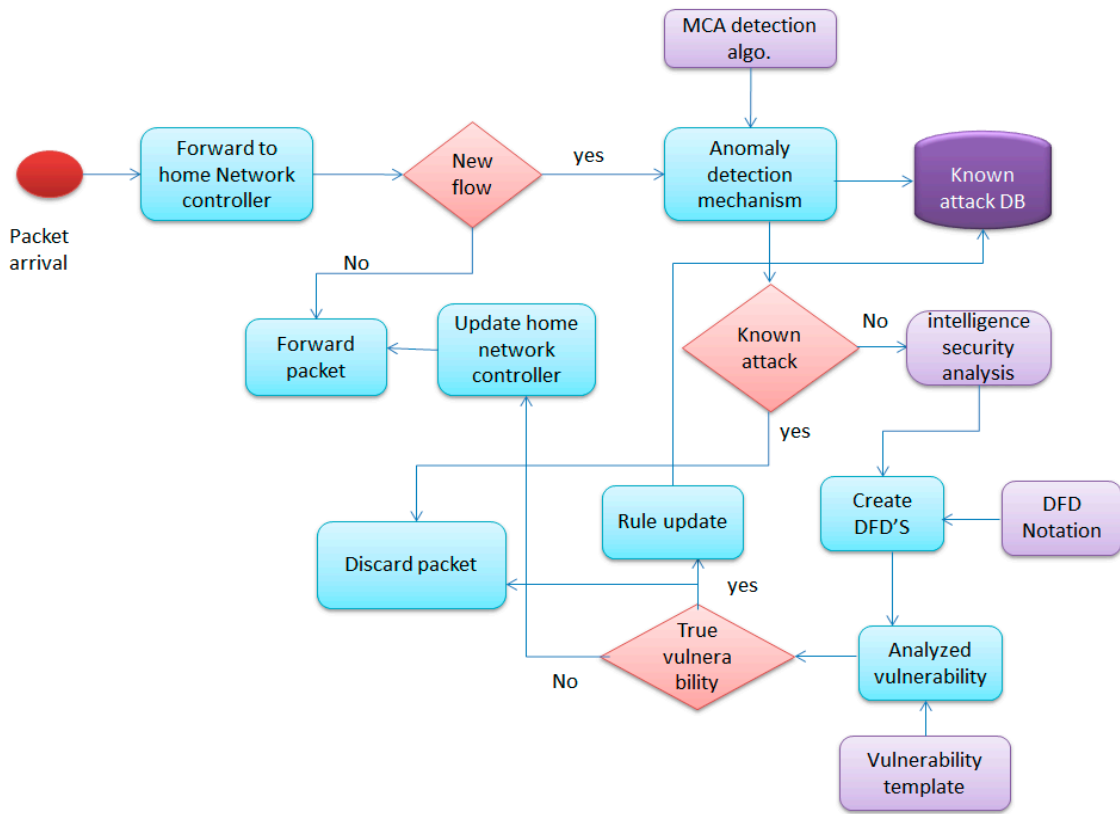 MCA detection
algo.
Forward to
home Network
controller
New
flow
yes
Anomaly
detection
mechanism
Known
attack DB
Packet
arrival
No
Forward
packet
Update home
network
controller
Known
attack
No
intelligence
security
analysis
yes
Rule update
Create
DFD'S
DFD
Notation
Discard packet
yes
True
vulnera
bility
No
Analyzed
vulnerability
Vulnerability
template